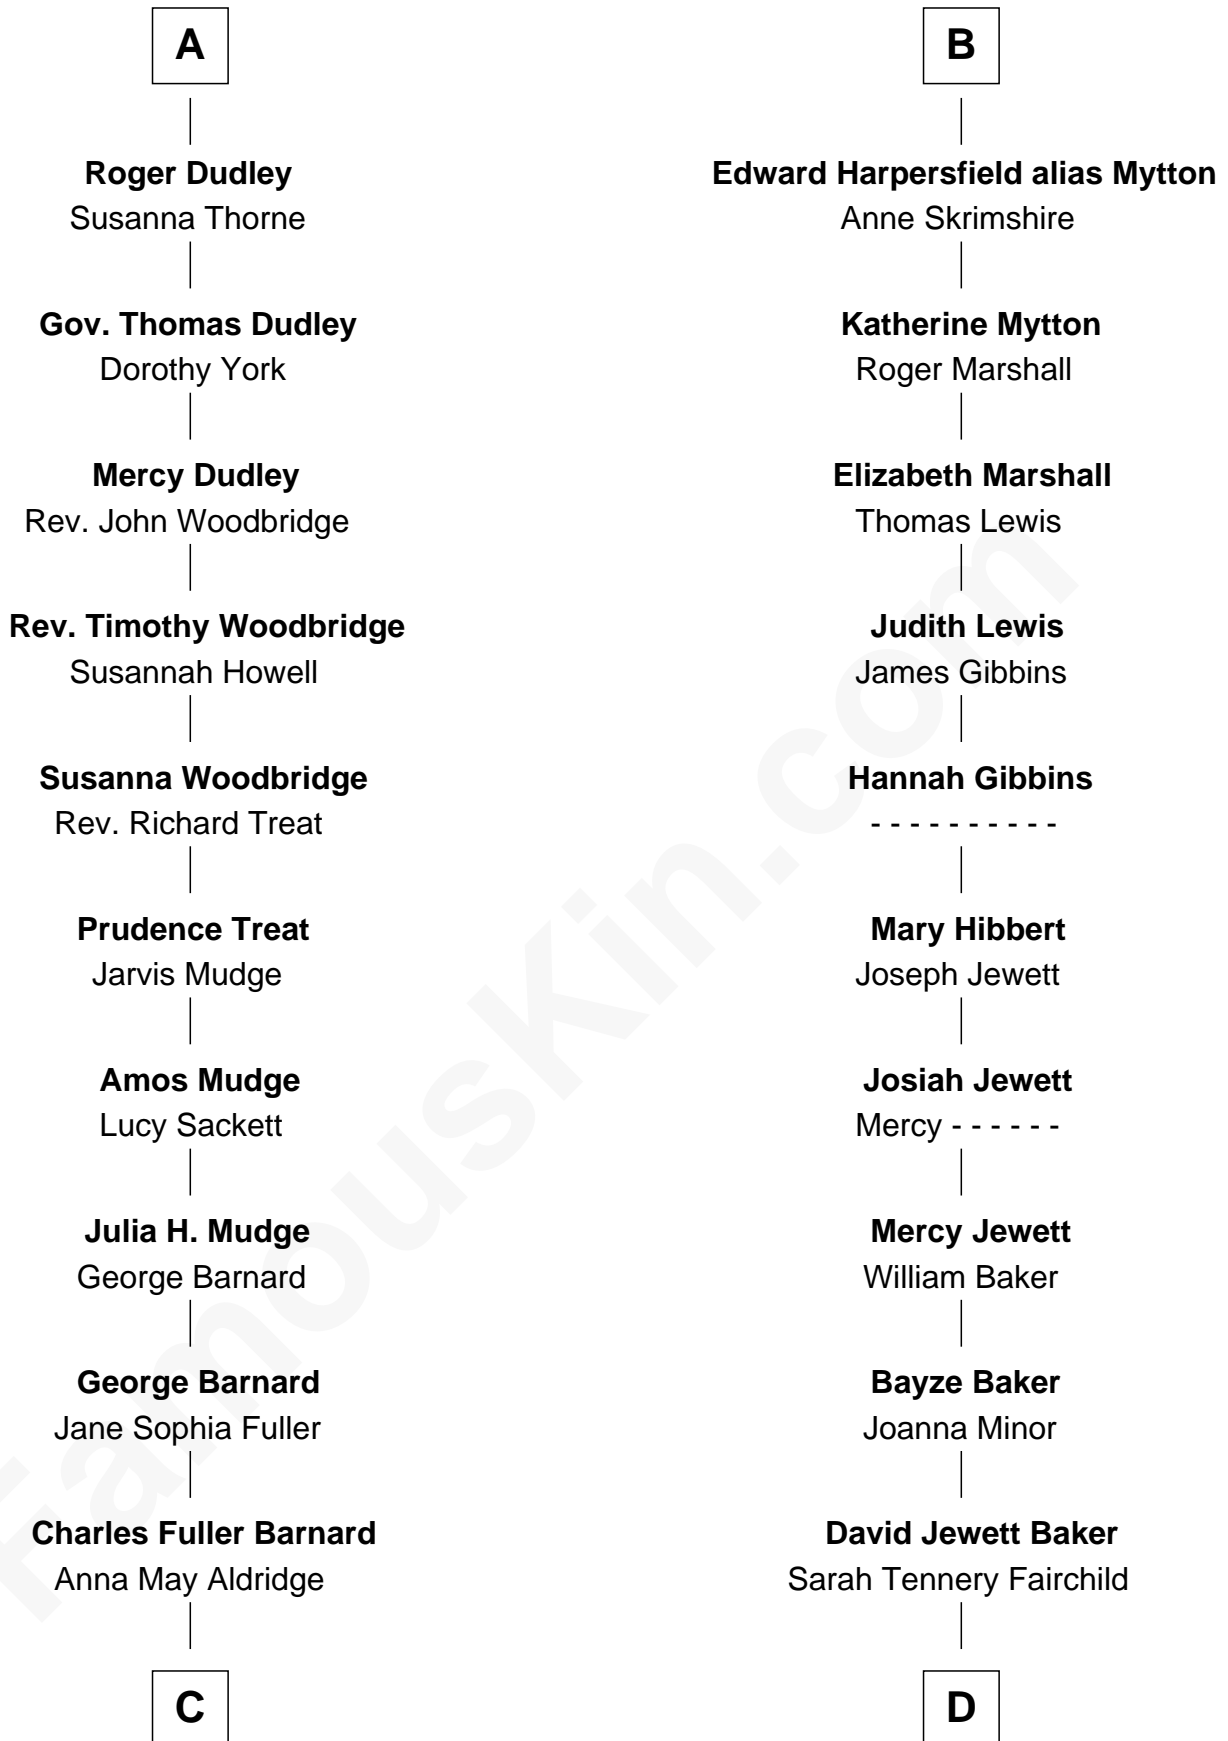 A
Roger Dudley
Susanna Thorne
Gov. Thomas Dudley
Dorothy York
Mercy Dudley
Rev. John Woodbridge
Rev. Timothy Woodbridge
Susannah Howell
Susanna Woodbridge
Rev. Richard Treat
Prudence Treat
Jarvis Mudge
Amos Mudge
Lucy Sackett
Julia H. Mudge
George Barnard
George Barnard
Jane Sophia Fuller
Charles Fuller Barnard
Anna May Aldridge
C
B
Edward Harpersfield alias Mytton
Anne Skrimshire
Katherine Mytton
Roger Marshall
Elizabeth Marshall
Thomas Lewis
Judith Lewis
James Gibbins
Hannah Gibbins
- - - - - - - - - -
Mary Hibbert
Joseph Jewett
Josiah Jewett
Mercy - - - - - -
Mercy Jewett
William Baker
Bayze Baker
Joanna Minor
David Jewett Baker
Sarah Tennery Fairchild
D
FamousKin.com